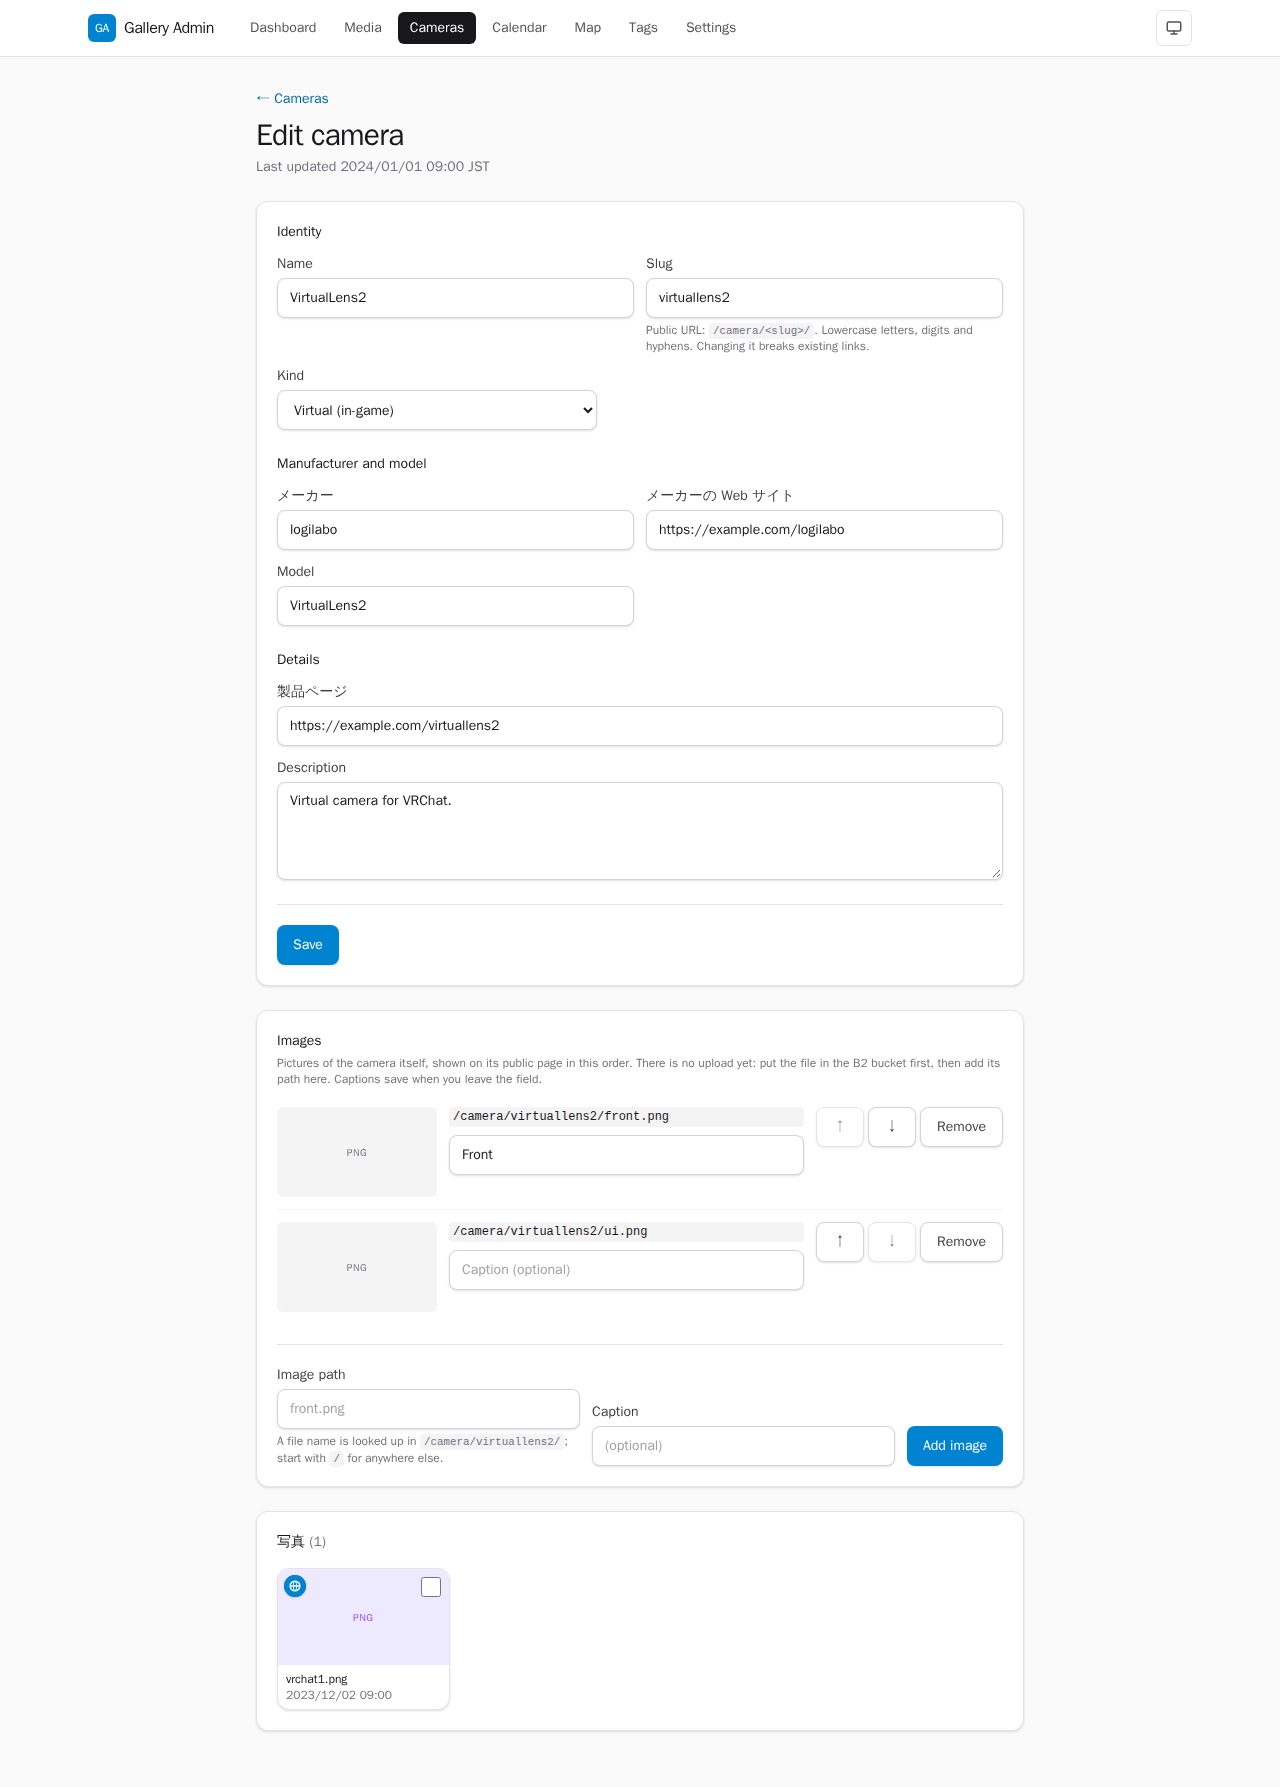 GA Gallery Admin Dashboard Media Cameras Calendar Map Tags Settings
← Cameras
Edit camera
Last updated 2024/01/01 09:00 JST
Identity
Name Slug
VirtualLens2 virtuallens2
Public URL: /camera/<slug>/. Lowercase letters, digits and
hyphens. Changing it breaks existing links.
Kind
Virtual (in-game)
Manufacturer and model
メーカー メーカーの Web サイト
logilabo https://example.com/logilabo
Model
VirtualLens2
Details
製品ページ
https://example.com/virtuallens2
Description
Virtual camera for VRChat.
Save
Images
Pictures of the camera itself, shown on its public page in this order. There is no upload yet: put the file in the B2 bucket first, then add its
path here. Captions save when you leave the field.
PNG /camera/virtuallens2/front.png ↑ ↓ Remove
Front
PNG /camera/virtuallens2/ui.png ↑ ↓ Remove
Caption (optional)
Image path
front.png Caption
A file name is looked up in /camera/virtuallens2/; (optional) Add image
start with / for anywhere else.
写真 (1)
PNG
vrchat1.png
2023/12/02 09:00